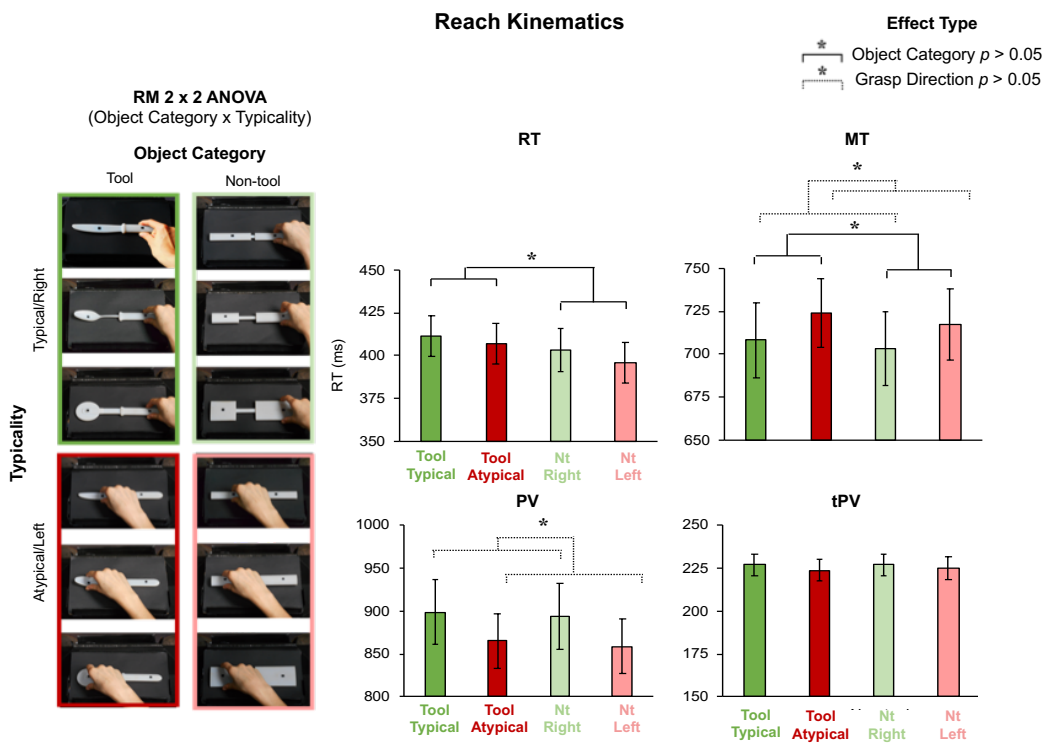 Reach Kinematics
Effect Type
*
Object Category p > 0.05
*
Grasp Direction p > 0.05
RM 2 x 2 ANOVA
(Object Category x Typicality)
Object Category
Tool
Non-tool
Typicality
Typical/Right
Atypical/Left
RT
*
RT (ms)
450
425
400
375
350
Tool Typical
Tool Atypical
Nt Right
Nt Left
MT
*
*
750
700
650
PV
*
1000
950
900
850
800
Tool Typical
Tool Atypical
Nt Right
Nt Left
tPV
250
225
200
175
150
Tool Typical
Tool Atypical
Nt Right
Nt Left